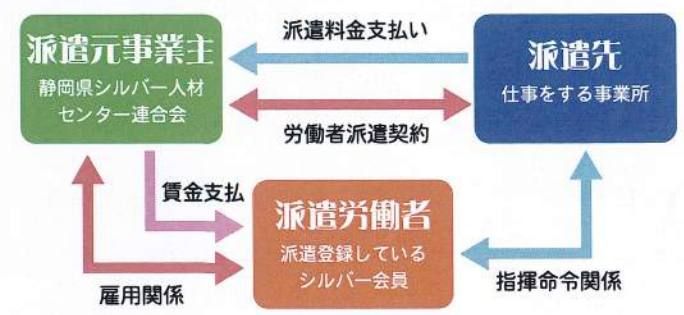 派遣元事業主
静岡県シルバー人材
センター連合会
派遣料金支払い
労働者派遣契約
派遣先
仕事をする事業所
賃金支払
派遣労働者
派遣登録している
シルバー会員
雇用関係
指揮命令関係